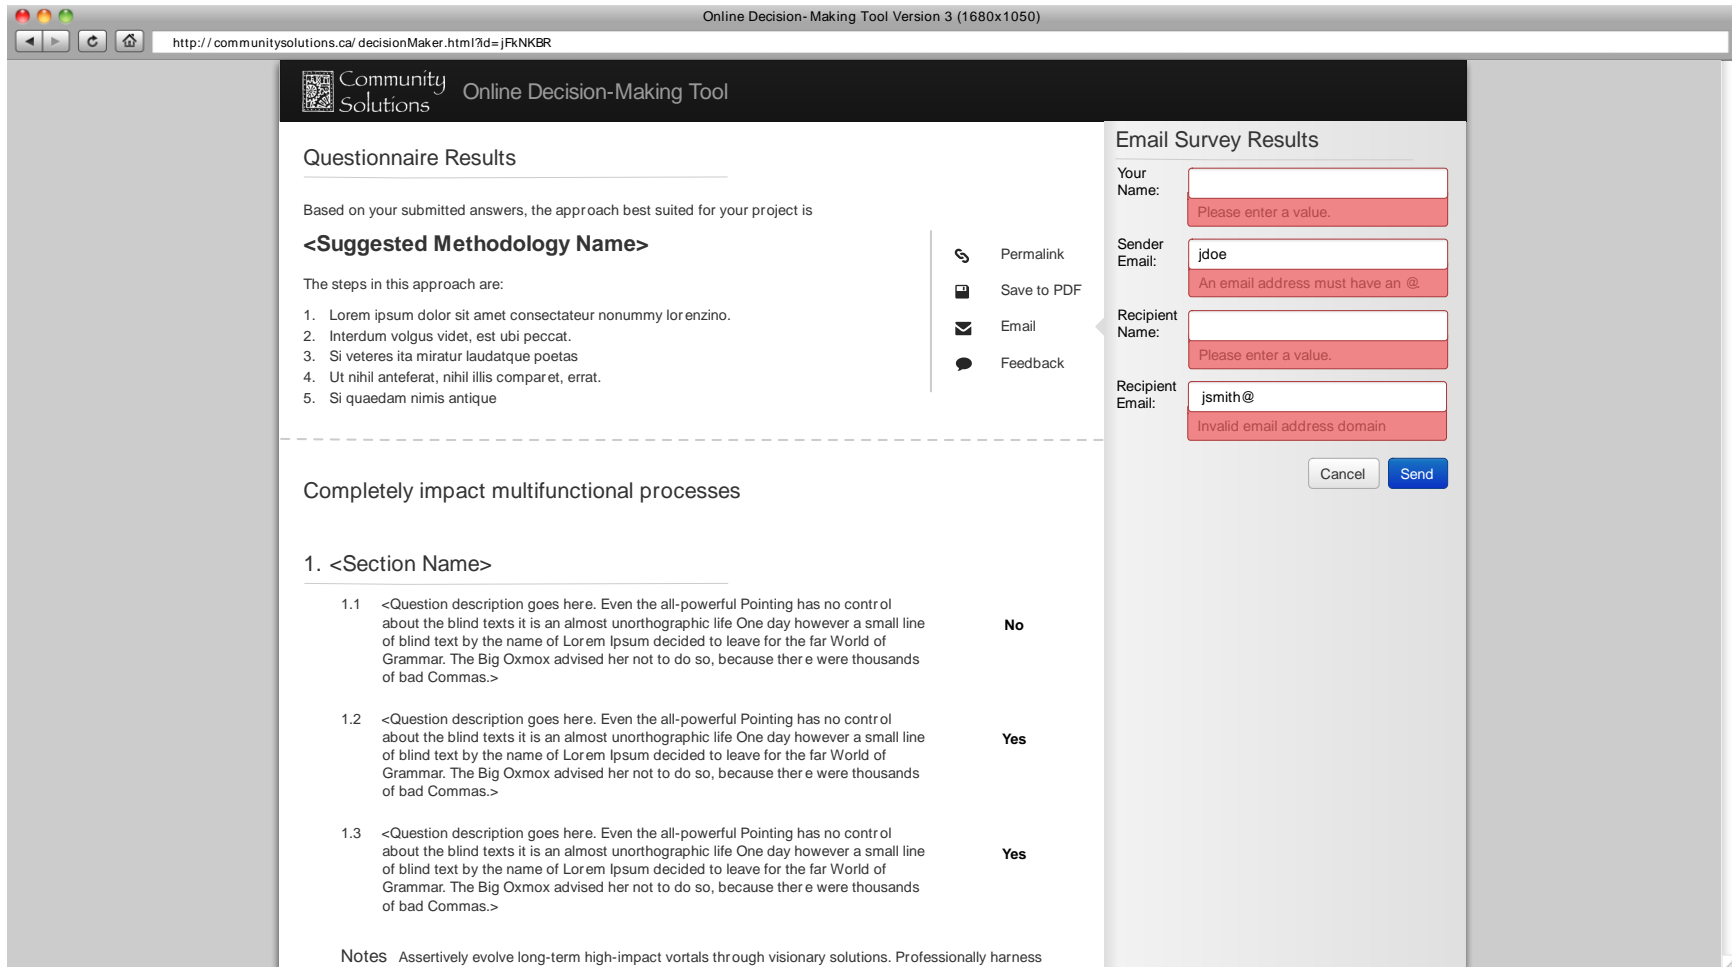 Online Decision-Making Tool Version 3 (1680x1050)
http://communitysolutions.ca/decisionMaker.html?id=jFkNKBR
Community
Solutions
Online Decision-Making Tool
Questionnaire Results
Based on your submitted answers, the approach best suited for your project is
<Suggested Methodology Name>
The steps in this approach are:
1. Lorem ipsum dolor sit amet consectateur nonummy lorenzino.
2. Interdum volgus videt, est ubi peccat.
3. Si veteres ita miratur laudatque poetas
4. Ut nihil anteferat, nihil illis comparet, errat.
5. Si quaedam nimis antique
Permalink
Save to PDF
Email
Feedback
Email Survey Results
Your
Name:
Please enter a value.
Sender
Email:
jdoe
An email address must have an @.
Recipient
Name:
Please enter a value.
Recipient
Email:
jsmith@
Invalid email address domain
Cancel
Send
Completely impact multifunctional processes
1. <Section Name>
1.1 <Question description goes here. Even the all-powerful Pointing has no control
about the blind texts it is an almost unorthographic life One day however a small line
of blind text by the name of Lorem Ipsum decided to leave for the far World of
Grammar. The Big Oxmox advised her not to do so, because there were thousands
of bad Commas.>
No
1.2 <Question description goes here. Even the all-powerful Pointing has no control
about the blind texts it is an almost unorthographic life One day however a small line
of blind text by the name of Lorem Ipsum decided to leave for the far World of
Grammar. The Big Oxmox advised her not to do so, because there were thousands
of bad Commas.>
Yes
1.3 <Question description goes here. Even the all-powerful Pointing has no control
about the blind texts it is an almost unorthographic life One day however a small line
of blind text by the name of Lorem Ipsum decided to leave for the far World of
Grammar. The Big Oxmox advised her not to do so, because there were thousands
of bad Commas.>
Yes
Notes Assertively evolve long-term high-impact vortals through visionary solutions. Professionally harness